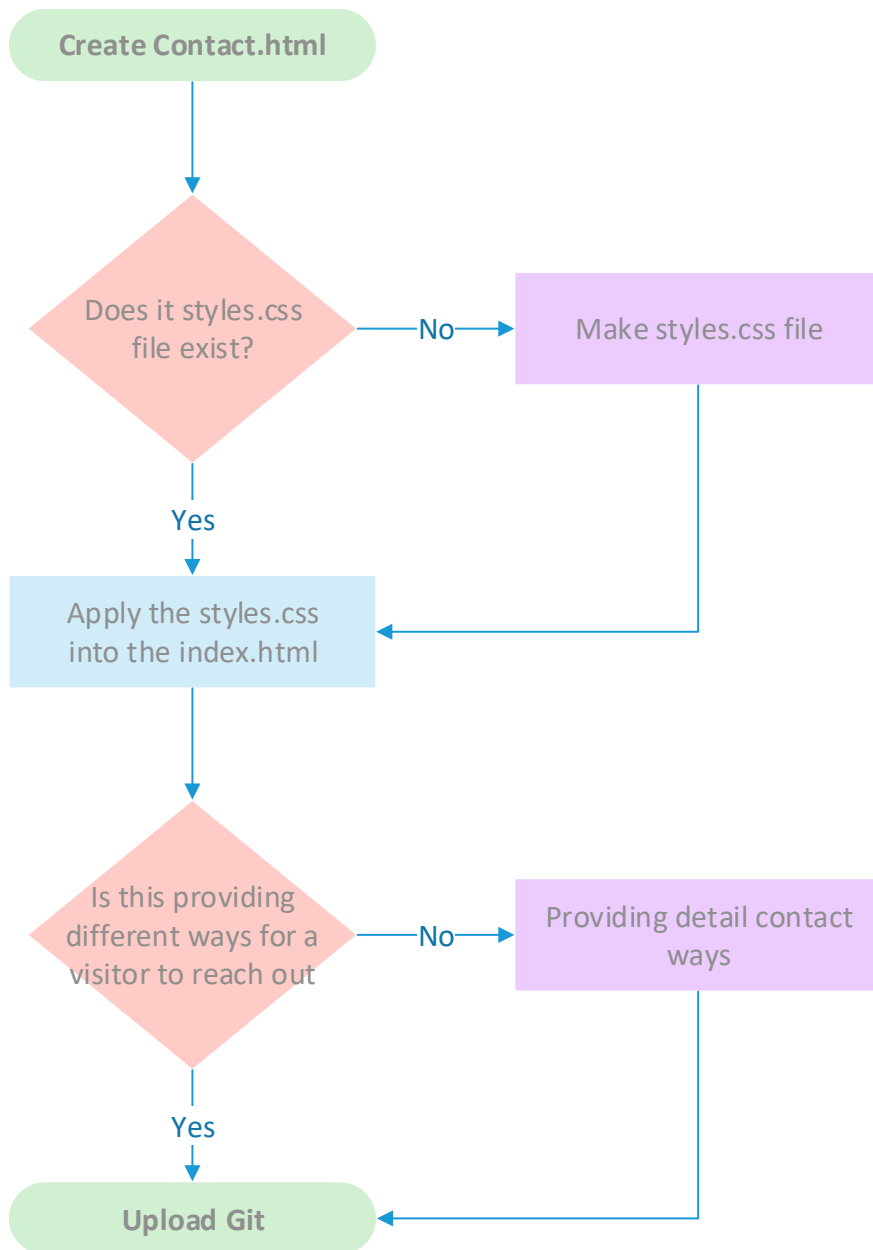 Create Contact.html
Does it styles.css
file exist?
No
Make styles.css file
Yes
Apply the styles.css
into the index.html
Is this providing
different ways for a
visitor to reach out
No
Providing detail contact
ways
Yes
Upload Git